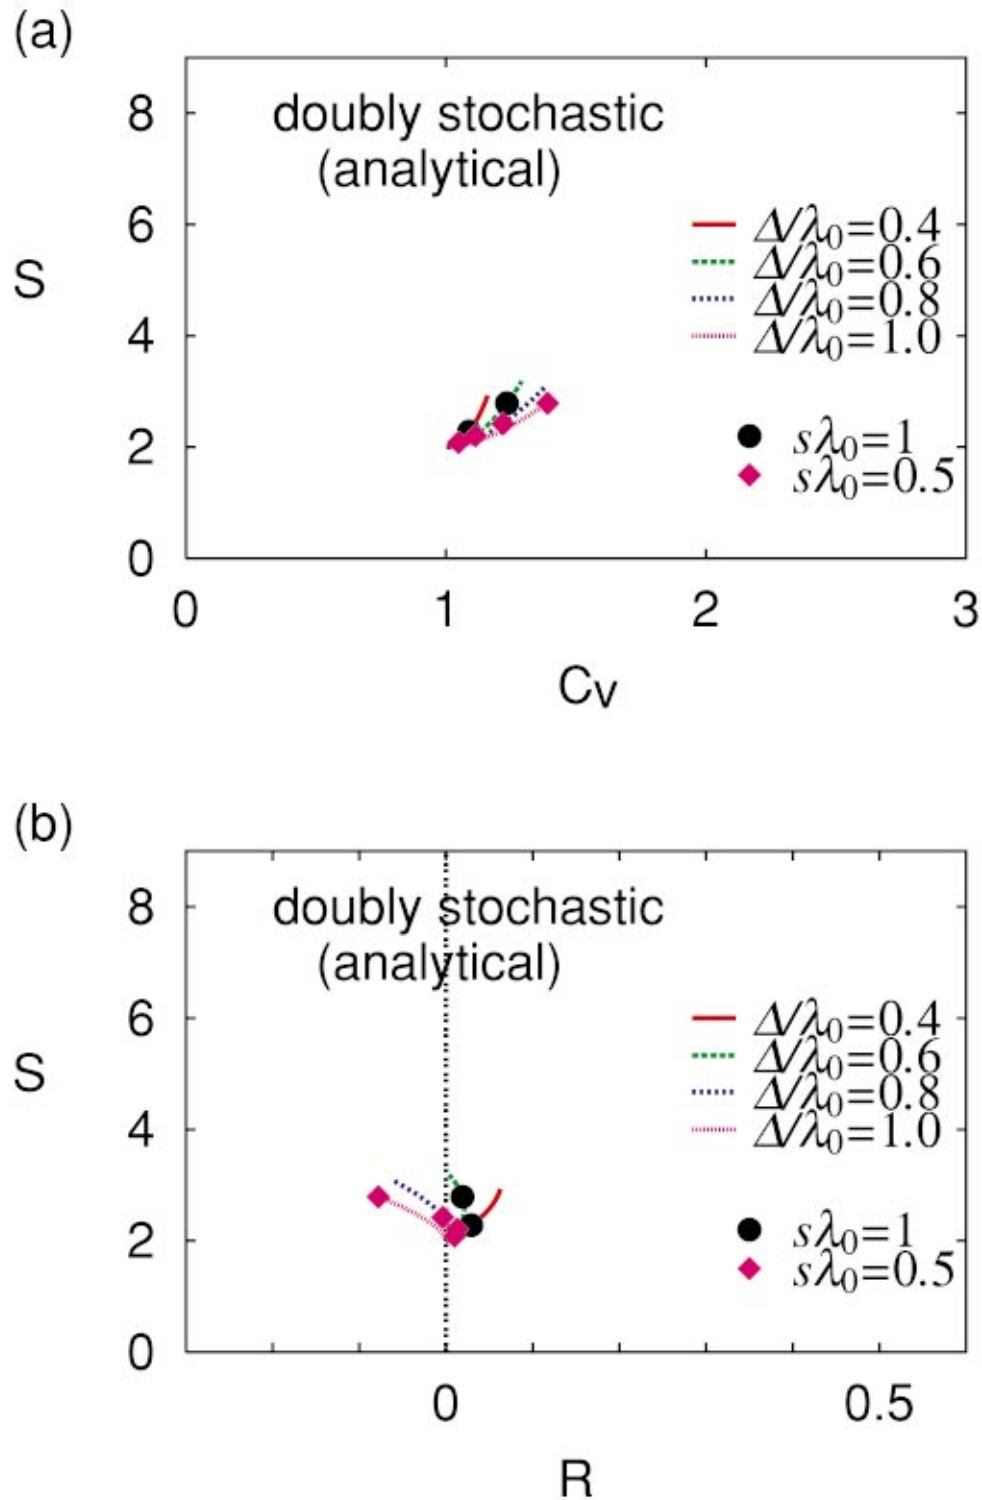 (a)
doubly stochastic
(analytical)
8
6
4
2
0
S
Δ/λ₀=0.4
Δ/λ₀=0.6
Δ/λ₀=0.8
Δ/λ₀=1.0
sλ₀=1
sλ₀=0.5
0 1 2 3
Cv
(b)
doubly stochastic
(analytical)
8
6
4
2
0
S
Δ/λ₀=0.4
Δ/λ₀=0.6
Δ/λ₀=0.8
Δ/λ₀=1.0
sλ₀=1
sλ₀=0.5
0 0.5
R